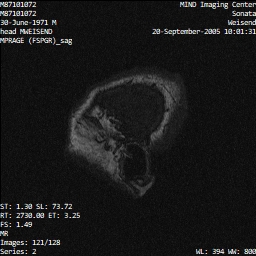 M87101072
M87101072
30-June-1971 M
head MWEISEND
MPRAGE (FSPGR)_sag
MIND Imaging Center
Sonata
Weisend
20-September-2005 10:01:31
ST: 1.30 SL: 73.72
RT: 2730.00 ET: 3.25
FS: 1.49
MR
Images: 121/128
Series: 2
WL: 394 WW: 800